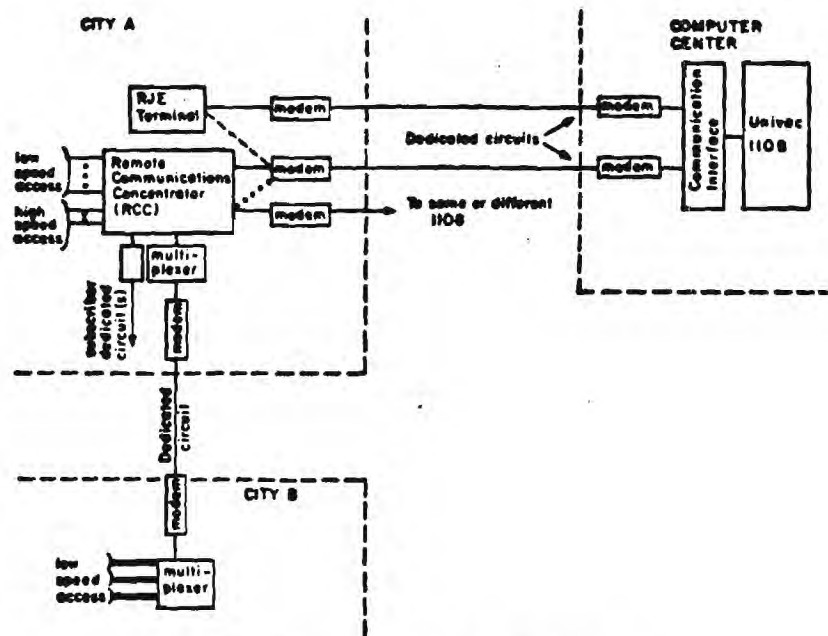 CITY A
COMPUTER
CENTER
RJE
Terminal
modem
modem
Dedicated
circuits
Communication
Interface
Univac
1108
low
speed
access
Remote
Communications
Concentrator
(RCC)
modem
modem
high
speed
access
modem
To same or different
1108
multi-
plexer
subscriber
dedicated
circuit(s)
modem
Dedicated
circuit
modem
CITY B
low
speed
access
multi-
plexer